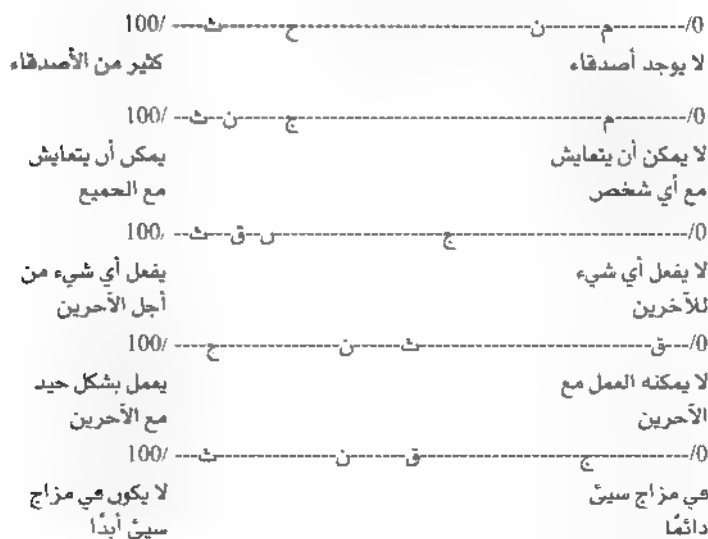 0/--------م---------ن-----------------------------ح---------ث---- /100
لا يوجد أصدقاء كثير من الأصدقاء
0/--------م------------------------------------ج-------ن---ث-- /100
لا يمكن أن يتعايش يمكن أن يتعايش
مع أي شخص مع الجميع
0/----------------------------ج--------------------س--ق---ث-- /100
لا يفعل أي شيء يفعل أي شيء من
للآخرين أجل الآخرين
0/---ق-----------------------------ث------ن---------------ج--- /100
لا يمكنه العمل مع يعمل بشكل جيد
الآخرين مع الآخرين
0/-----------ج-------------------ق-------ن---------------ث--- /100
في مزاج سيئ لا يكون في مزاج
دائمًا سيئ أبدًا